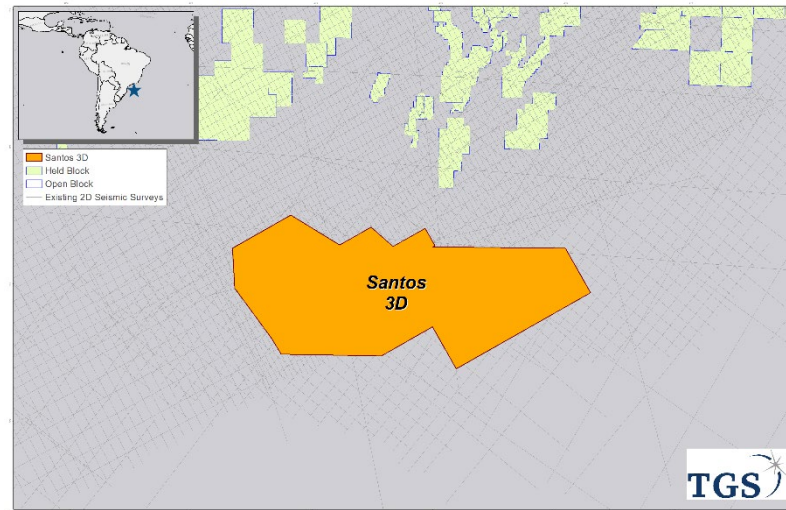 Santos 3D
Held Block
Open Block
Existing 2D Seismic Surveys
Santos
3D
TGS